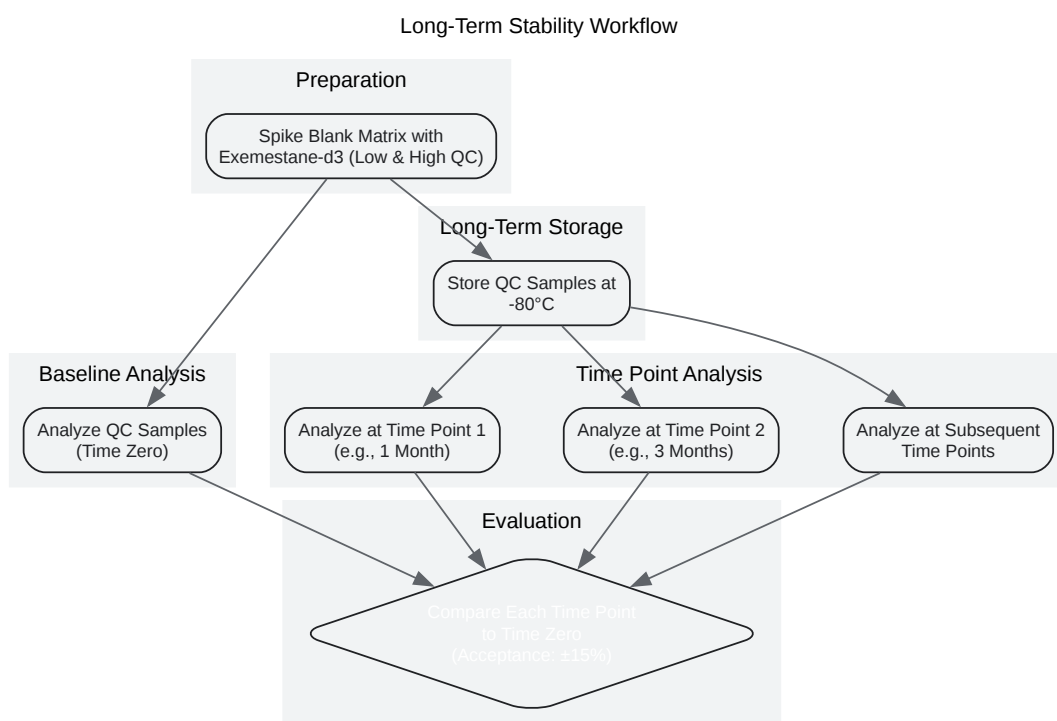 Long-Term Stability Workflow
Preparation
Spike Blank Matrix with
Exemestane-d3 (Low & High QC)
Long-Term Storage
Store QC Samples at
-80°C
Baseline Analysis
Analyze QC Samples
(Time Zero)
Time Point Analysis
Analyze at Time Point 1
(e.g., 1 Month)
Analyze at Time Point 2
(e.g., 3 Months)
Analyze at Subsequent
Time Points
Evaluation
Compare Each Time Point
to Time Zero
(Acceptance: ±15%)